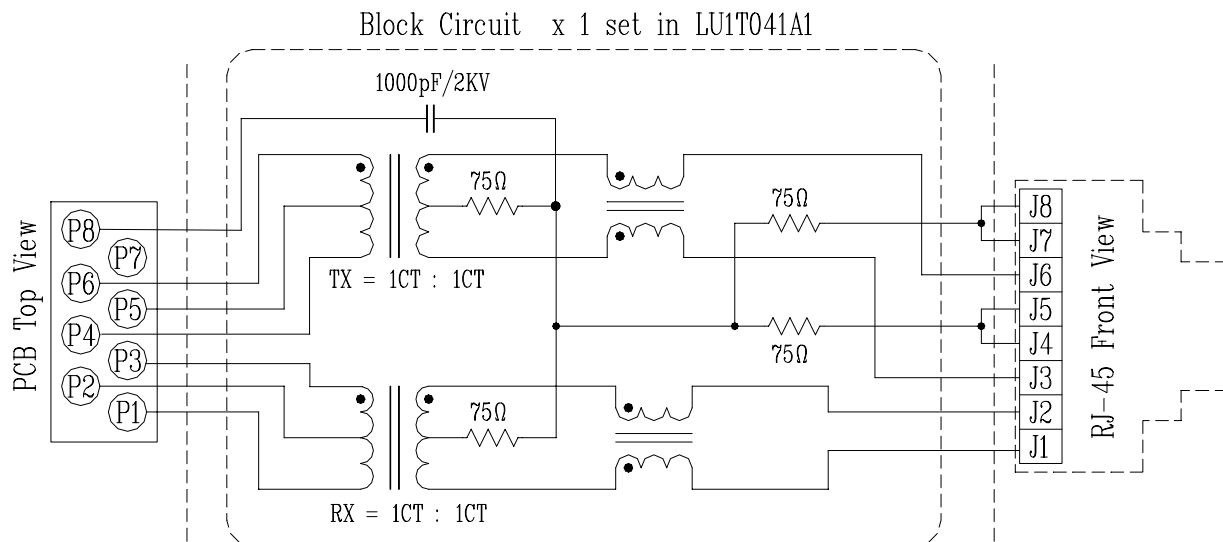 Block Circuit x 1 set in LU1T041A1
1000pF/2KV
75Ω
75Ω
TX = 1CT : 1CT
75Ω
75Ω
RX = 1CT : 1CT
PCB Top View
P8
P7
P6
P5
P4
P3
P2
P1
J8
J7
J6
J5
J4
J3
J2
J1
RJ-45 Front View